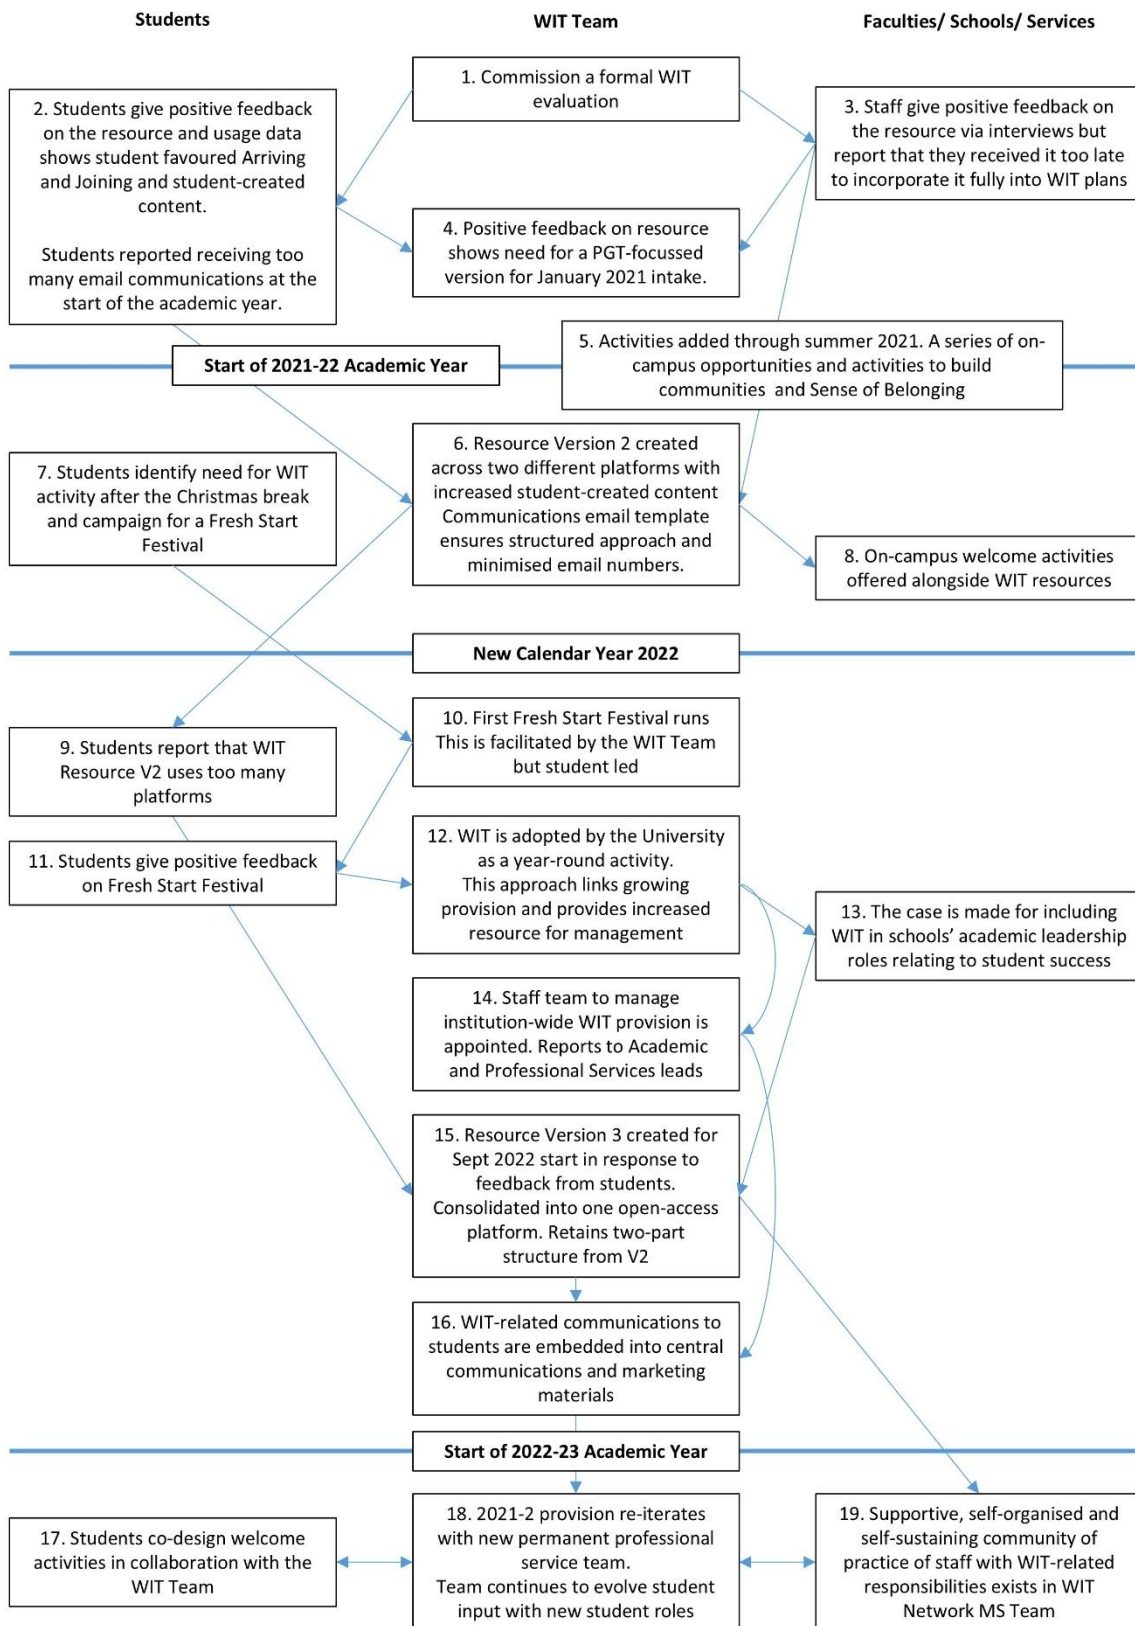 Students
WIT Team
Faculties/ Schools/ Services
1. Commission a formal WIT
evaluation
2. Students give positive feedback
on the resource and usage data
shows student favoured Arriving
and Joining and student-created
content.
Students reported receiving too
many email communications at the
start of the academic year.
3. Staff give positive feedback on
the resource via interviews but
report that they received it too late
to incorporate it fully into WIT plans
4. Positive feedback on resource
shows need for a PGT-focussed
version for January 2021 intake.
5. Activities added through summer 2021. A series of on-
campus opportunities and activities to build
communities and Sense of Belonging
Start of 2021-22 Academic Year
6. Resource Version 2 created
across two different platforms with
increased student-created content
Communications email template
ensures structured approach and
minimised email numbers.
7. Students identify need for WIT
activity after the Christmas break
and campaign for a Fresh Start
Festival
8. On-campus welcome activities
offered alongside WIT resources
New Calendar Year 2022
9. Students report that WIT
Resource V2 uses too many
platforms
10. First Fresh Start Festival runs
This is facilitated by the WIT Team
but student led
11. Students give positive feedback
on Fresh Start Festival
12. WIT is adopted by the University
as a year-round activity.
This approach links growing
provision and provides increased
resource for management
13. The case is made for including
WIT in schools’ academic leadership
roles relating to student success
14. Staff team to manage
institution-wide WIT provision is
appointed. Reports to Academic
and Professional Services leads
15. Resource Version 3 created for
Sept 2022 start in response to
feedback from students.
Consolidated into one open-access
platform. Retains two-part
structure from V2
16. WIT-related communications to
students are embedded into central
communications and marketing
materials
Start of 2022-23 Academic Year
17. Students co-design welcome
activities in collaboration with the
WIT Team
18. 2021-2 provision re-iterates
with new permanent professional
service team.
Team continues to evolve student
input with new student roles
19. Supportive, self-organised and
self-sustaining community of
practice of staff with WIT-related
responsibilities exists in WIT
Network MS Team